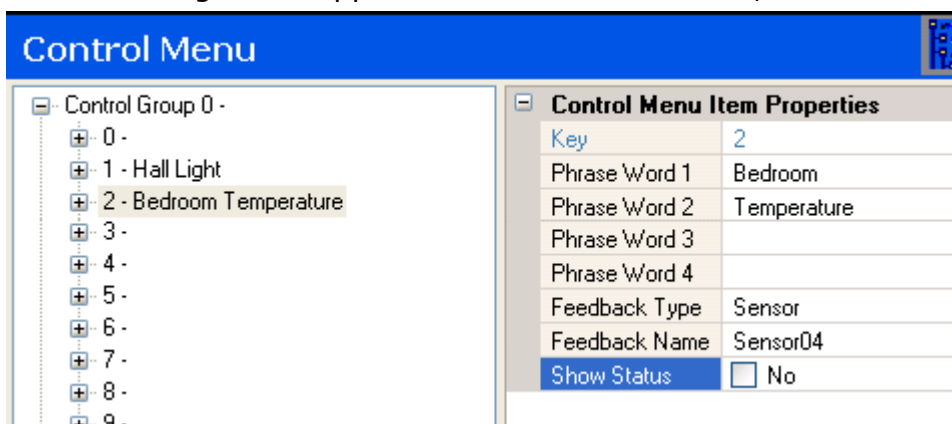 Control Menu
Control Group 0 -
0 -
1 - Hall Light
2 - Bedroom Temperature
3 -
4 -
5 -
6 -
7 -
8 -
9 -
Control Menu Item Properties
Key 2
Phrase Word 1 Bedroom
Phrase Word 2 Temperature
Phrase Word 3
Phrase Word 4
Feedback Type Sensor
Feedback Name Sensor04
Show Status No